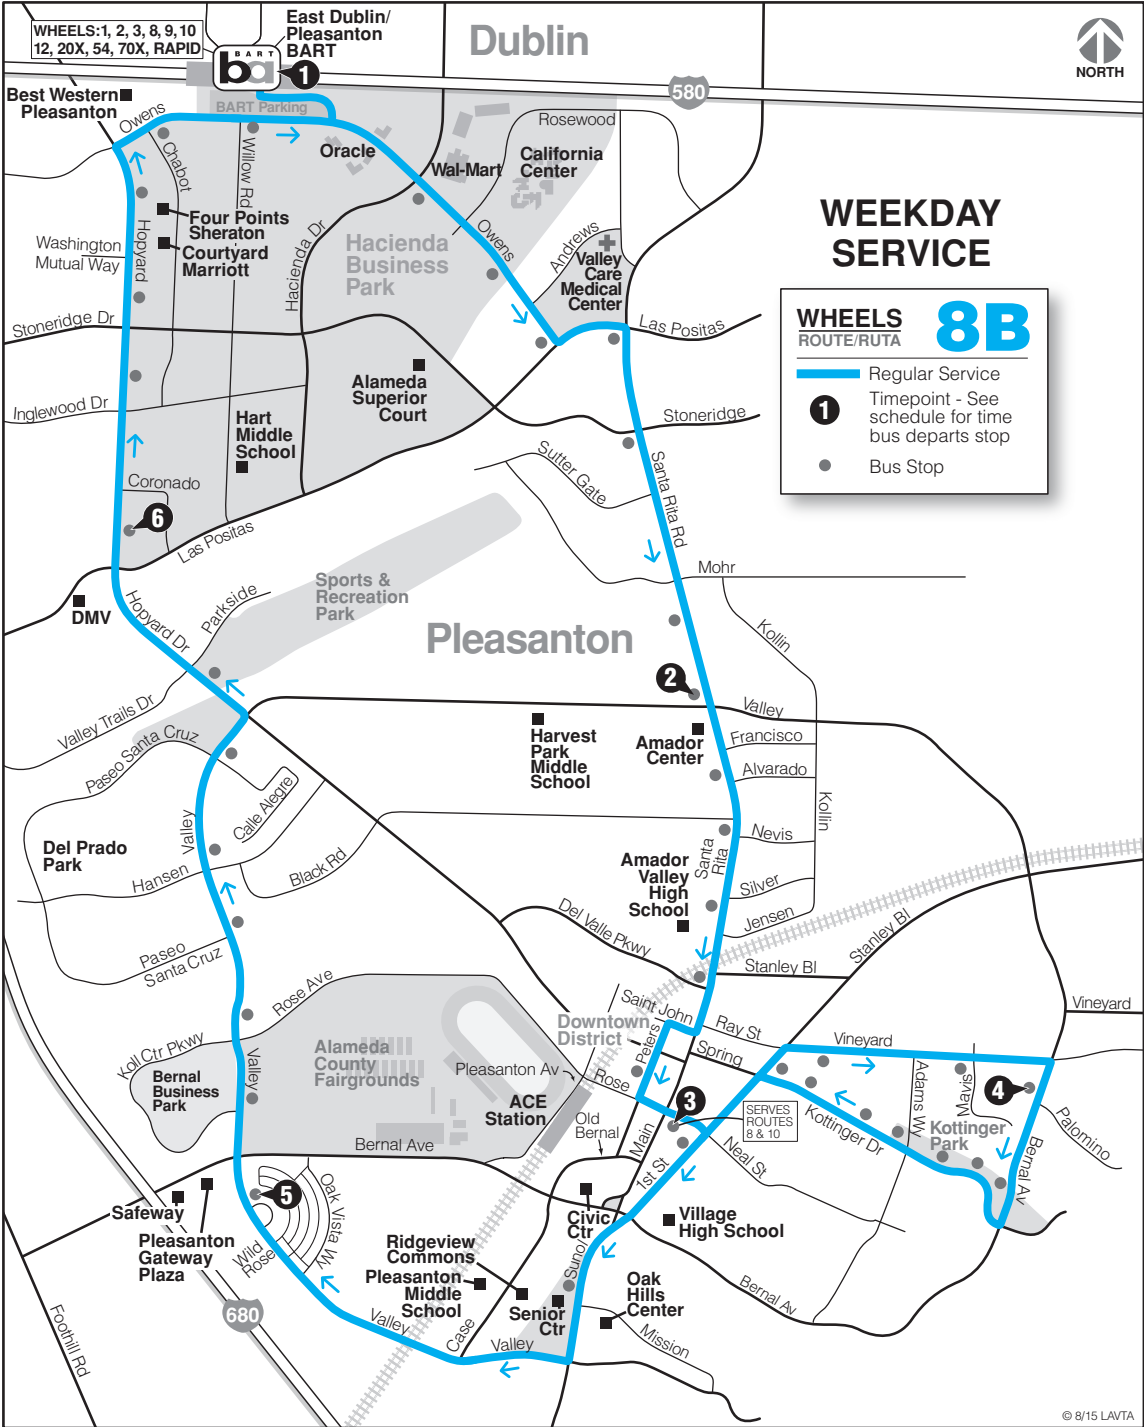 WHEELS:1, 2, 3, 8, 9, 10
12, 20X, 54, 70X, RAPID
BART
ba
East Dublin/
Pleasanton
BART
1
Dublin
NORTH
580
Best Western
Pleasanton
Owens
BART Parking
Chabot
Willow Rd
Oracle
Wal-Mart
Rosewood
California
Center
Four Points
Sheraton
Courtyard
Marriott
Hopyard
Washington
Mutual Way
Hacienda Dr
Hacienda
Business
Park
Owens
Andrews
Valley
Care
Medical
Center
WEEKDAY
SERVICE
WHEELS
ROUTE/RUTA
8B
Regular Service
1
Timepoint - See
schedule for time
bus departs stop
Bus Stop
Stoneridge Dr
Las Positas
Alameda
Superior
Court
Inglewood Dr
Hart
Middle
School
Stoneridge
Sutter Gate
Santa Rita Rd
Coronado
6
Las Positas
DMV
Hopyard Dr
Parkside
Sports &
Recreation
Park
Mohr
Pleasanton
Kollin
2
Valley
Valley Trails Dr
Paseo Santa Cruz
Harvest
Park
Middle
School
Amador
Center
Francisco
Alvarado
Kollin
Calle Alegre
Valley
Del Prado
Park
Hansen
Black Rd
Nevis
Santa
Rita
Amador
Valley
High
School
Silver
Jensen
Del Valle Pkwy
Stanley Bl
Stanley Bl
Paseo
Santa Cruz
Rose Ave
Saint John
Ray St
Vineyard
Vineyard
Downtown
District
Peters
Spring
Koll Ctr Pkwy
Valley
Alameda
County
Fairgrounds
Pleasanton Av
Rose
Bernal
Business
Park
ACE
Station
3
SERVES
ROUTES
8 & 10
Adams Wy
Mavis
4
Kottinger Dr
Kottinger
Park
Palomino
Bernal Av
Old
Bernal
Main
Neal St
1st St
Bernal Ave
5
Oak Vista Wy
Safeway
Pleasanton
Gateway
Plaza
Wild
Rose
Civic
Ctr
Village
High School
Ridgeview
Commons
Pleasanton
Middle
School
Sunol
Senior
Ctr
Oak
Hills
Center
Bernal Av
Mission
680
Foothill Rd
Valley
Case
Valley
© 8/15 LAVTA